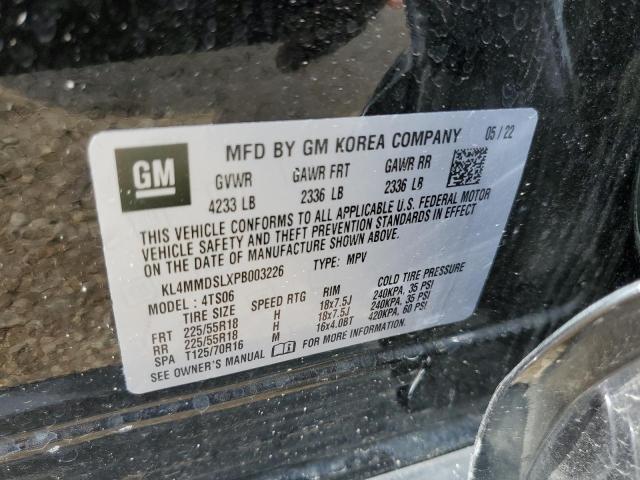 GM
MFD BY GM KOREA COMPANY 05/22
GVWR GAWR FRT GAWR RR
4233 LB 2336 LB 2336 LB
THIS VEHICLE CONFORMS TO ALL APPLICABLE U.S. FEDERAL MOTOR
VEHICLE SAFETY AND THEFT PREVENTION STANDARDS IN EFFECT
ON THE DATE OF MANUFACTURE SHOWN ABOVE.
KL4MMDSLXPB003226 TYPE: MPV
MODEL: 4TS06
TIRE SIZE SPEED RTG RIM COLD TIRE PRESSURE
FRT 225/55R18 H 18x7.5J 240KPA, 35 PSI
RR 225/55R18 H 18x7.5J 240KPA, 35 PSI
SPA T125/70R16 M 16x4.0BT 420KPA, 60 PSI
SEE OWNER'S MANUAL i FOR MORE INFORMATION.